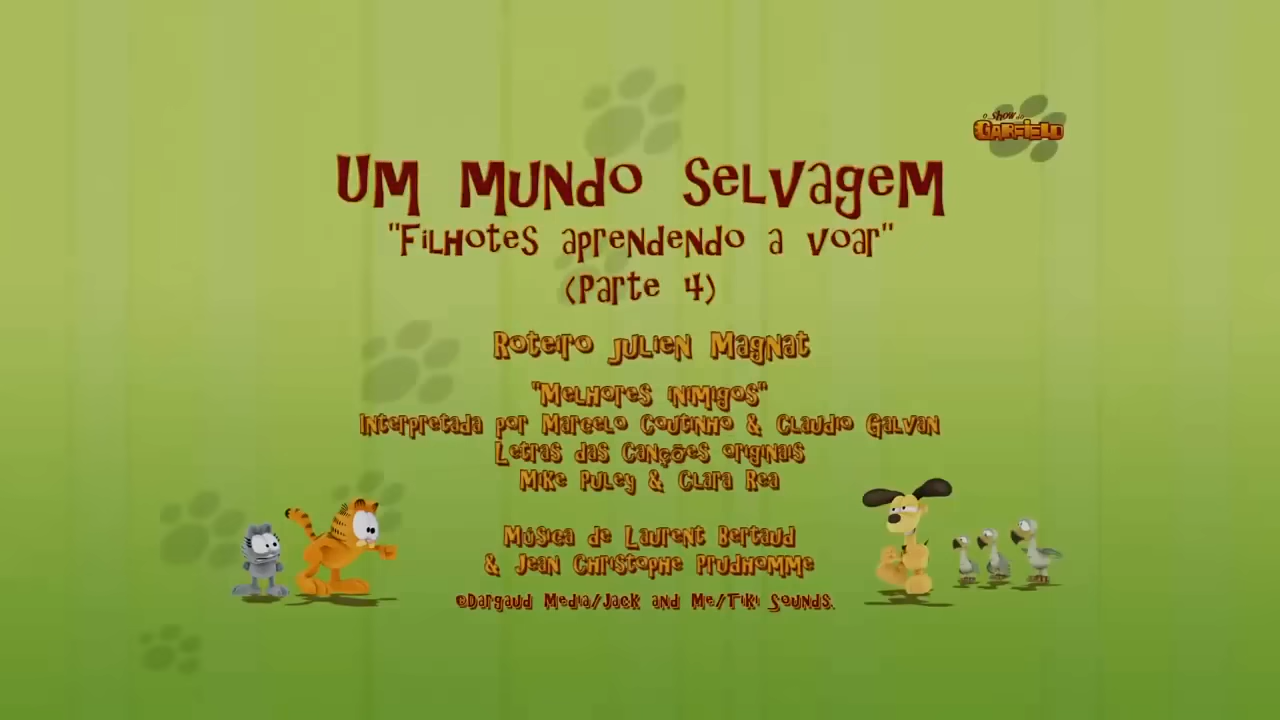 O Show do
GARFIELD
UM MUNDO SELVAGEM
"FILHOTES APRENDENDO A VOAR"
(PARTE 4)
ROTEIRO JULIEN MAGNAT
"MELHORES INIMIGOS"
INTERPRETADA POR MARCELO COUTINHO & CLAUDIO GALVAN
LETRAS DAS CANÇÕES ORIGINAIS
MIKE PULEY & CLARA REA
MÚSICA DE LAURENT BERTAUD
& JEAN CHRISTOPHE PRUDHOMME
©DARGAUD MEDIA/JACK AND ME/TIKI SOUNDS.